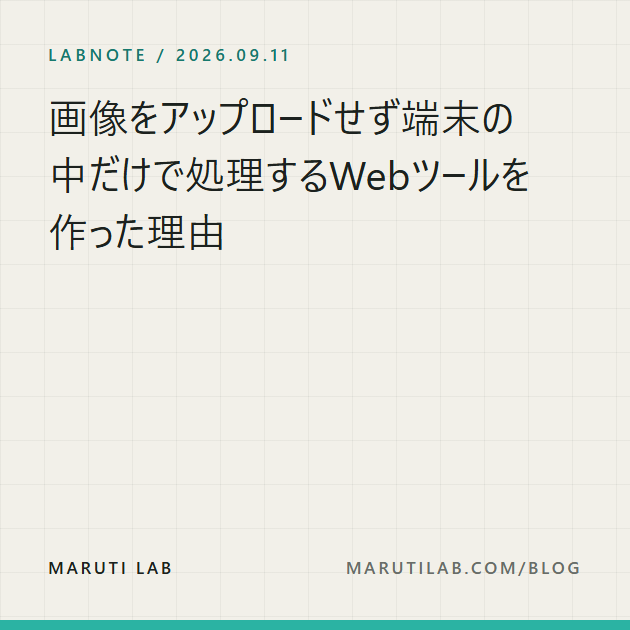 LABNOTE / 2026.09.11
画像をアップロードせず端末の
中だけで処理するWebツールを
作った理由
MARUTI LAB
MARUTILAB.COM/BLOG